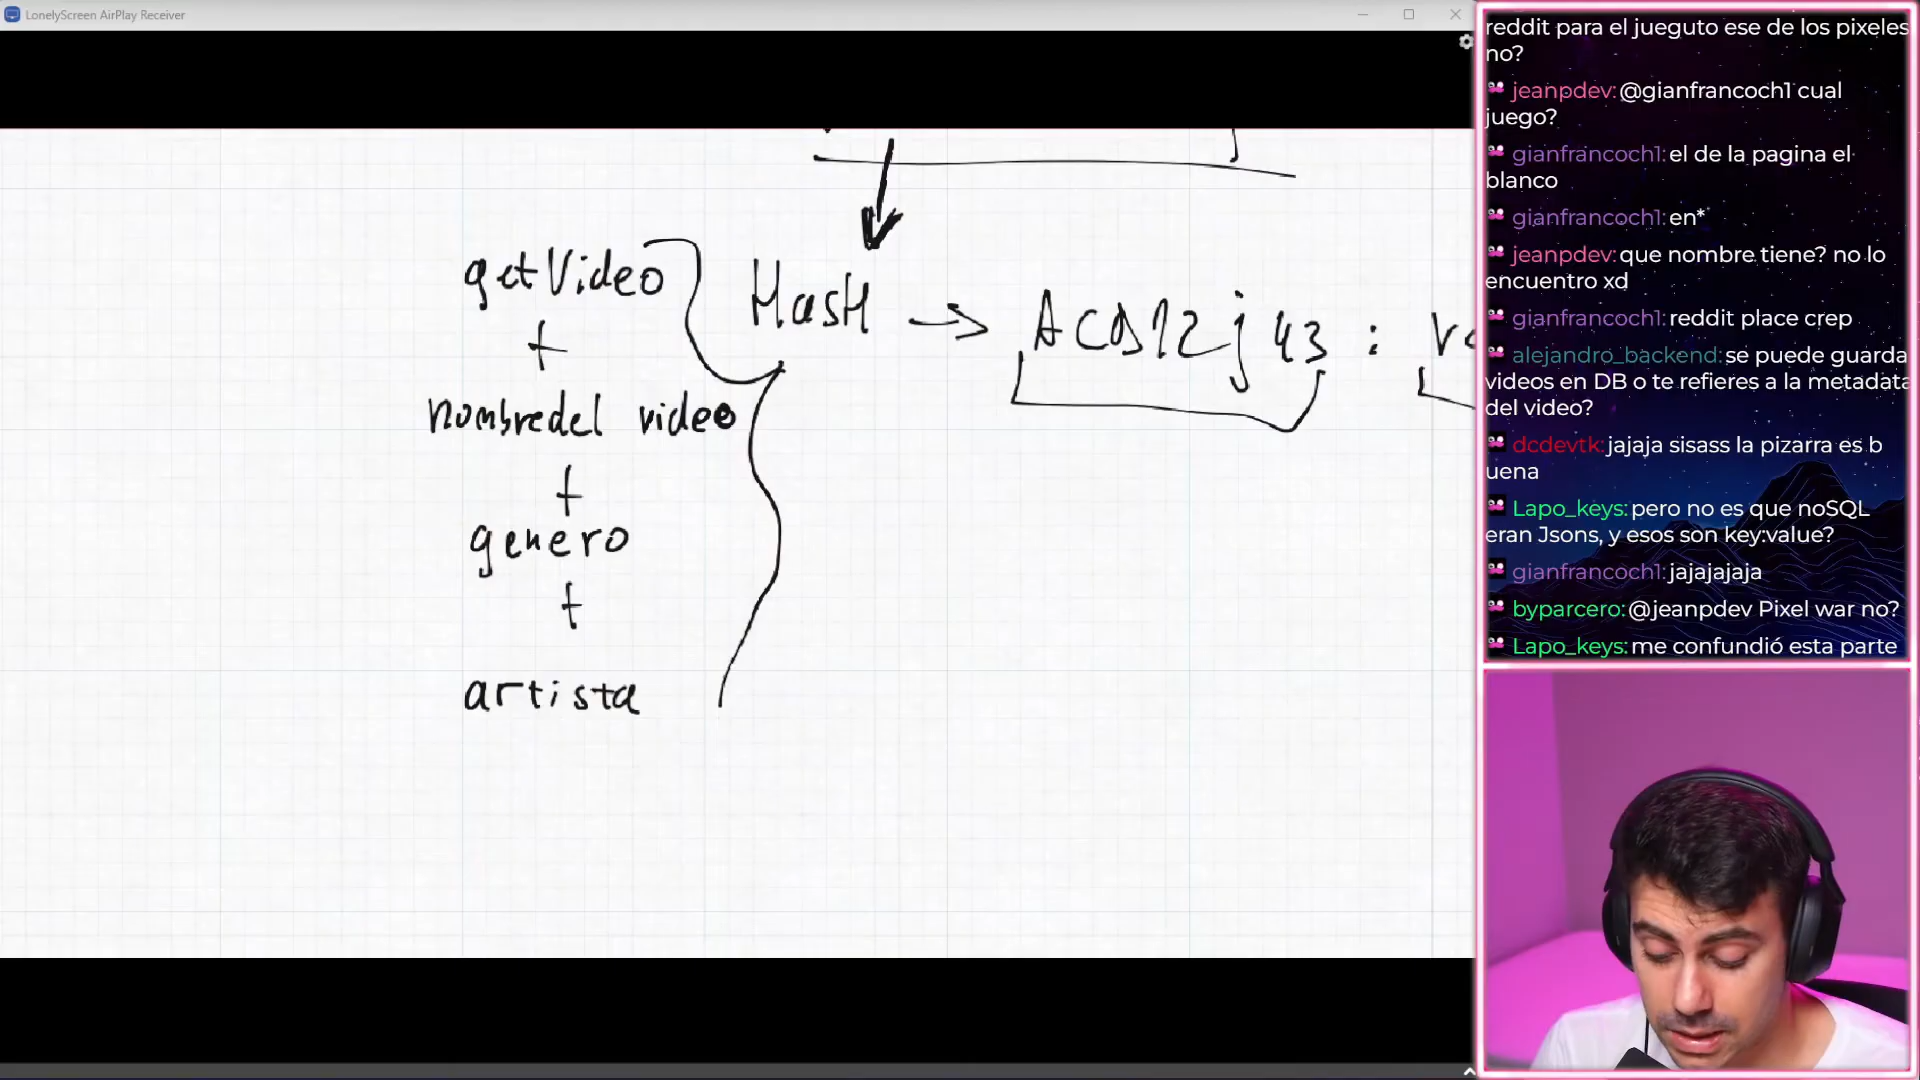 LonelyScreen AirPlay Receiver
getVideo
+
nombredel video
+
genero
+
artista
Hash
→
:
reddit para el jueguto ese de los pixeles
no?
jeanpdev: @gianfrancoch1 cual
juego?
gianfrancoch1: el de la pagina el
blanco
gianfrancoch1: en*
jeanpdev: que nombre tiene? no lo
encuentro xd
gianfrancoch1: reddit place crep
alejandro_backend: se puede guarda
videos en DB o te refieres a la metadata
del video?
dcdevtk: jajaja sisass la pizarra es b
uena
Lapo_keys: pero no es que noSQL
eran Jsons, y esos son key:value?
gianfrancoch1: jajajajaja
byparcero: @jeanpdev Pixel war no?
Lapo_keys: me confundió esta parte